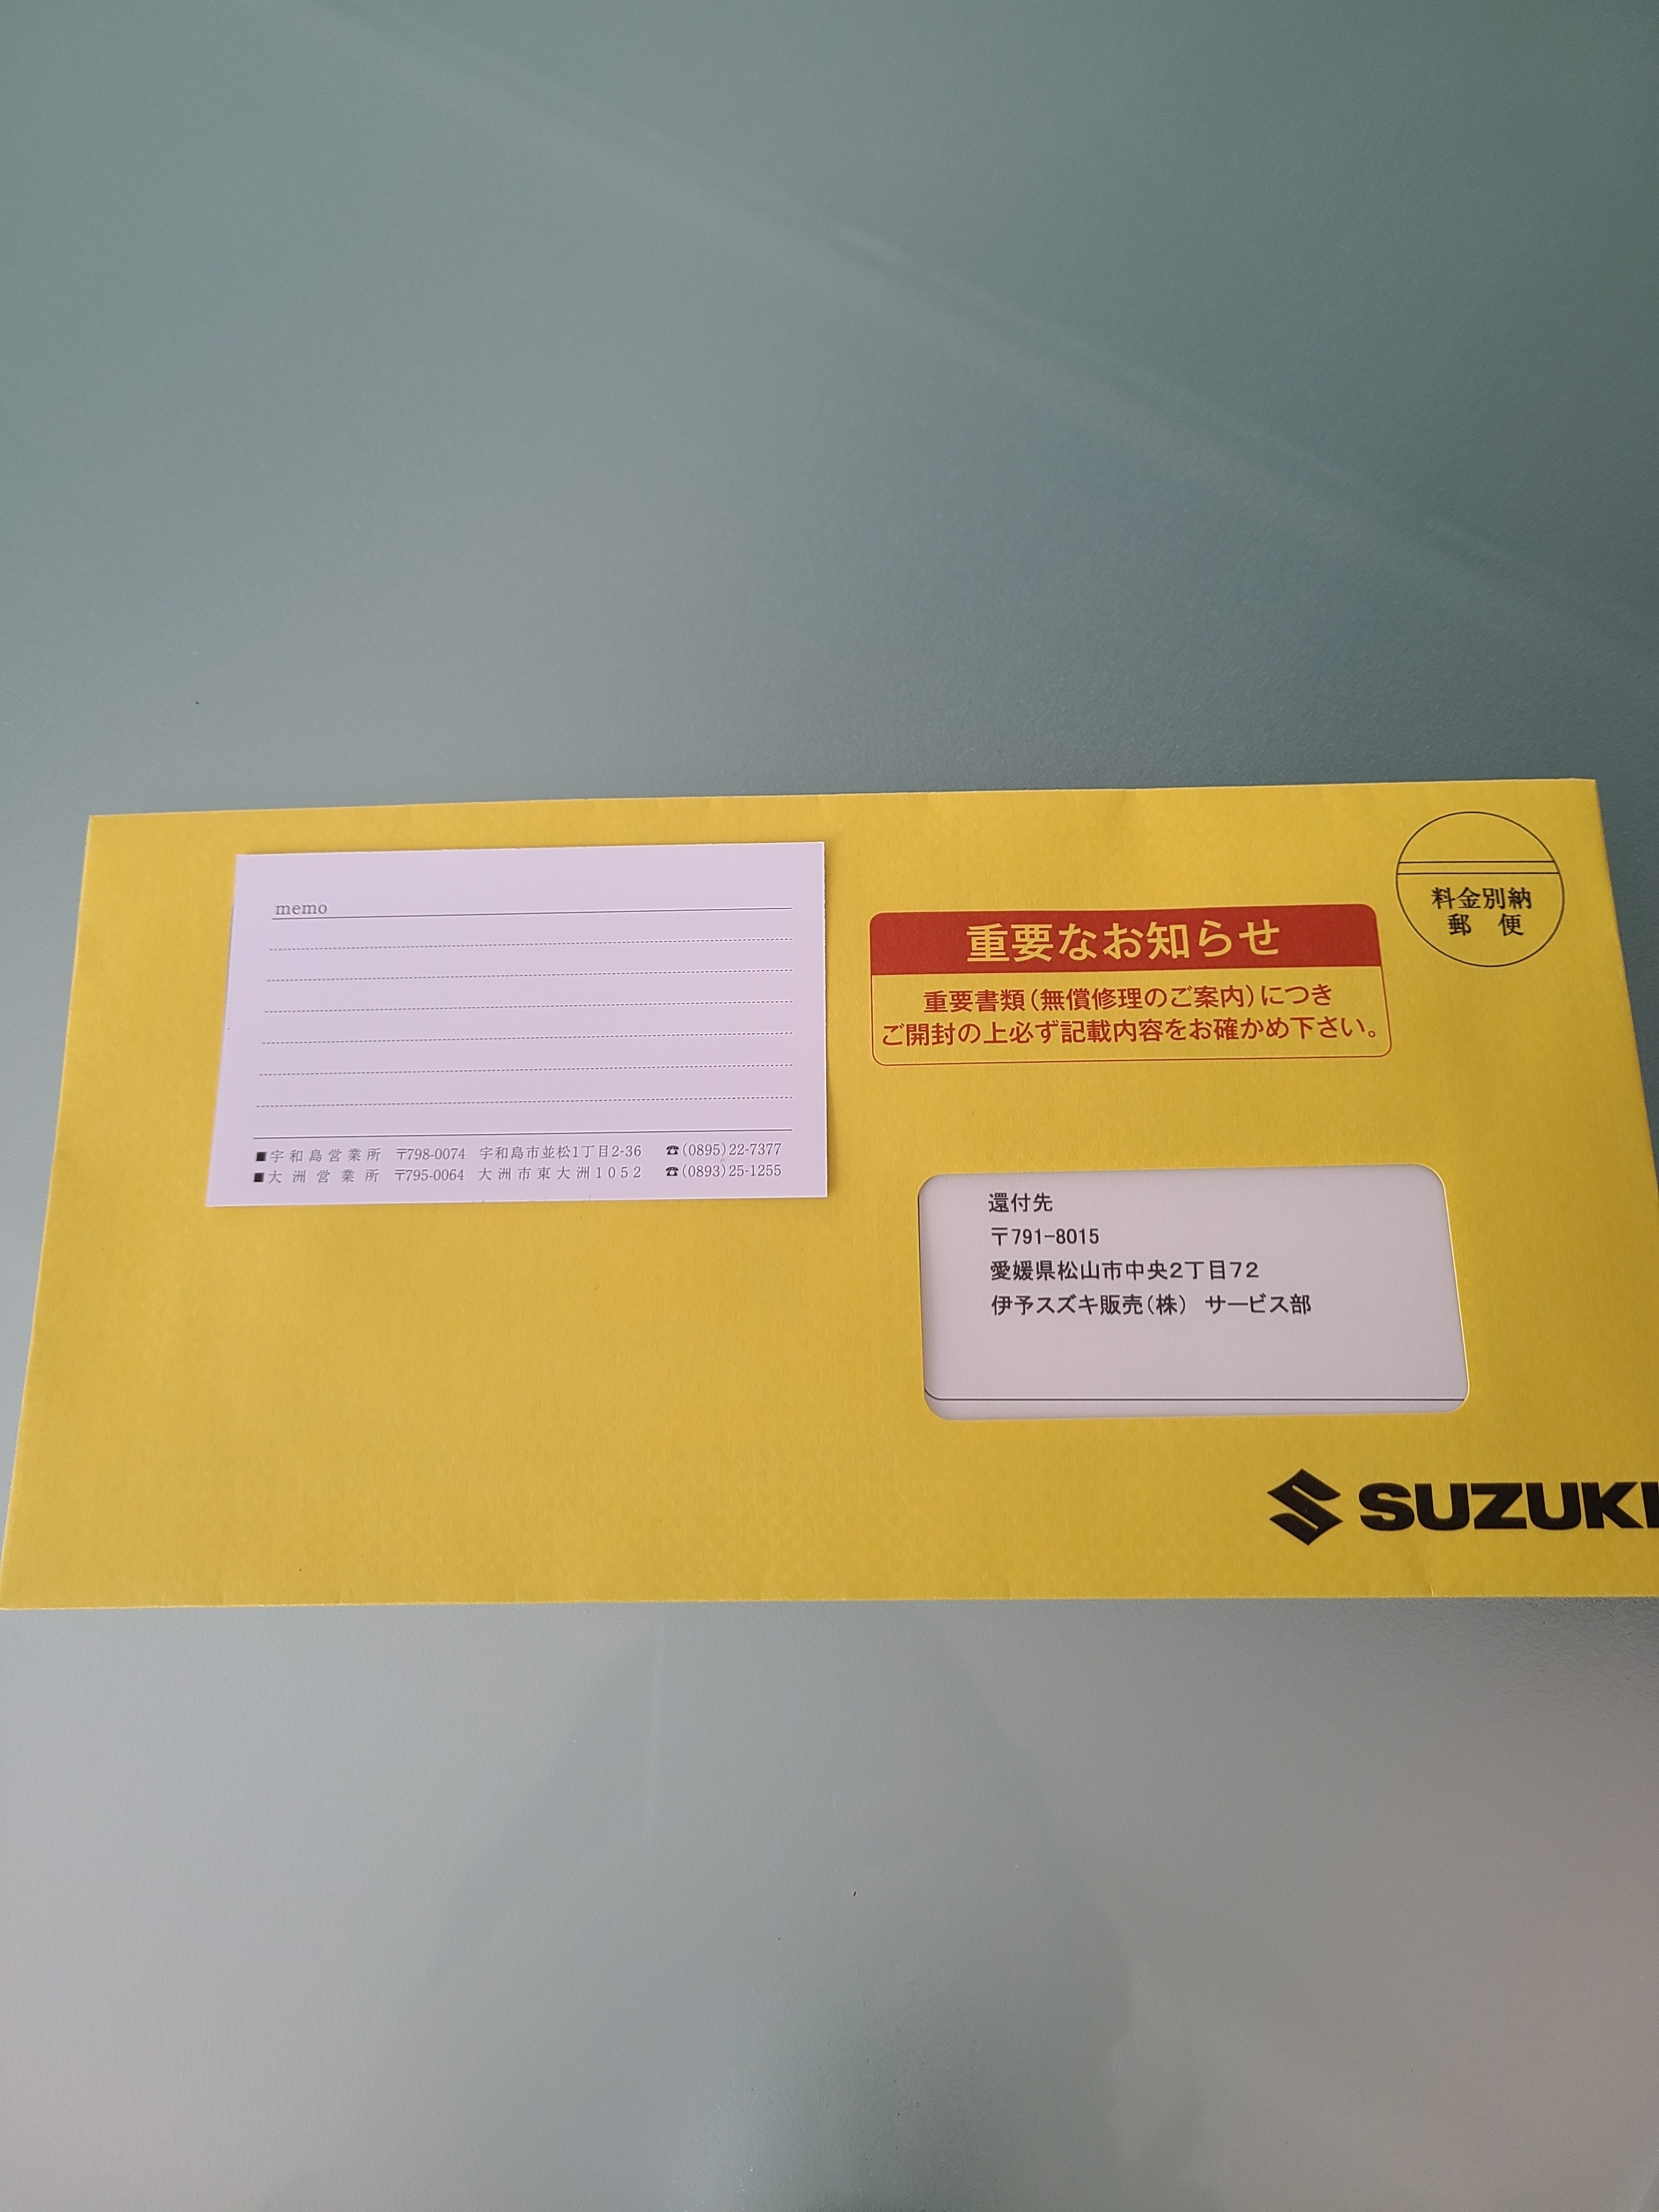 memo
■宇和島営業所 〒798-0074 宇和島市並松1丁目2-36 ☎(0895)22-7377
■大洲営業所 〒795-0064 大洲市東大洲1052 ☎(0893)25-1255
料金別納
郵便
重要なお知らせ
重要書類(無償修理のご案内)につき
ご開封の上必ず記載内容をお確かめ下さい。
還付先
〒791-8015
愛媛県松山市中央2丁目72
伊予スズキ販売(株) サービス部
SUZUKI